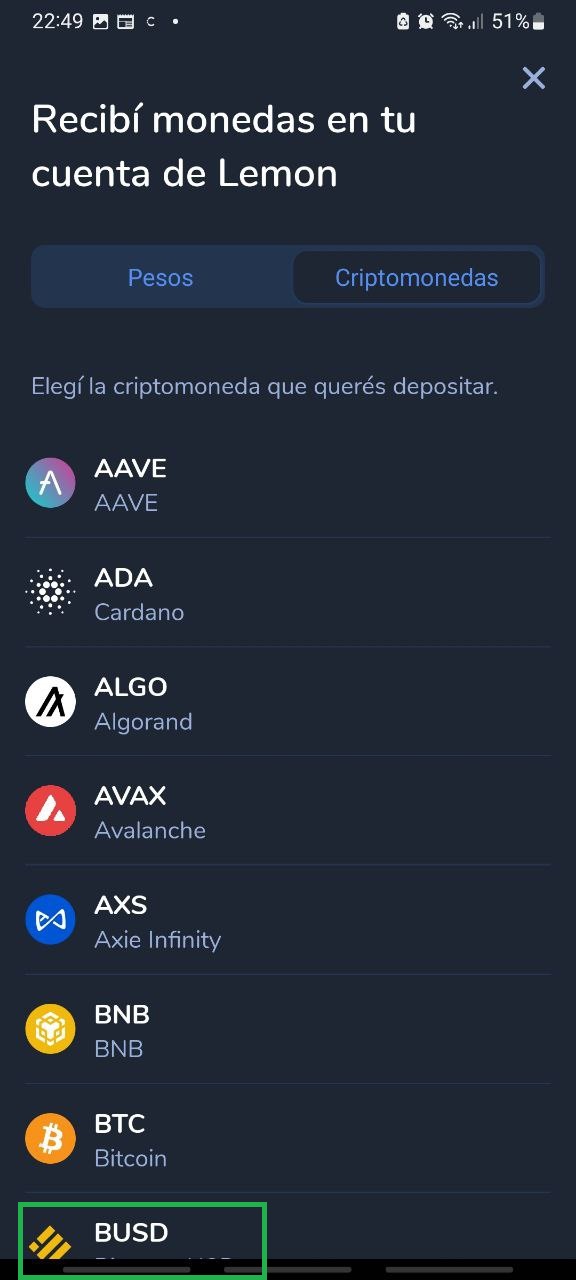 22:49 51%
Recibí monedas en tu
cuenta de Lemon
Pesos Criptomonedas
Elegí la criptomoneda que querés depositar.
AAVE
AAVE
ADA
Cardano
ALGO
Algorand
AVAX
Avalanche
AXS
Axie Infinity
BNB
BNB
BTC
Bitcoin
BUSD